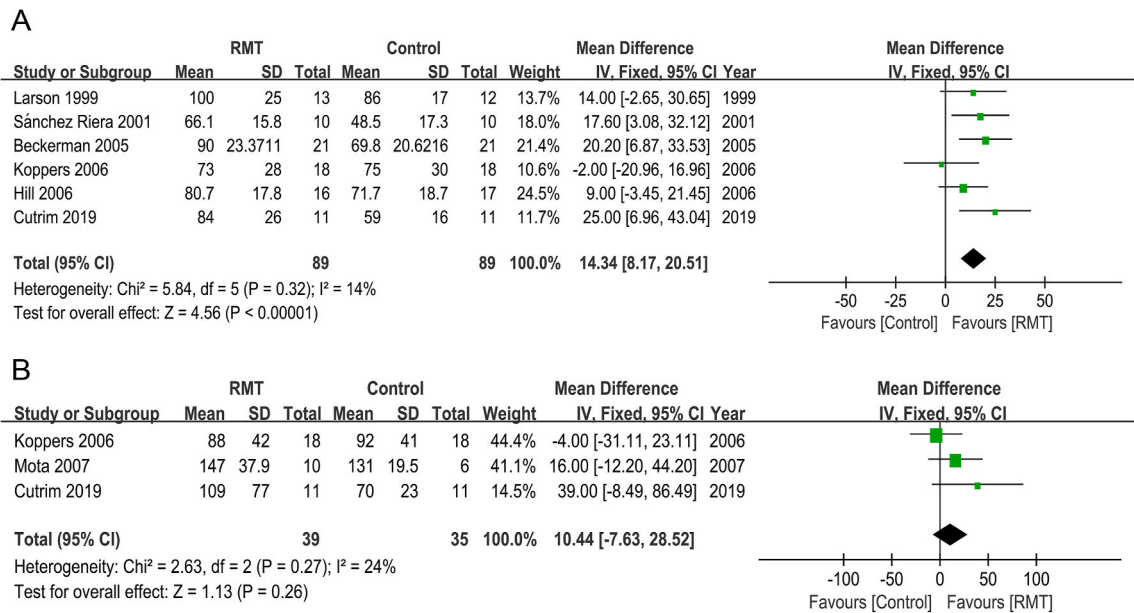 A
RMT Control Mean Difference Mean Difference
Study or Subgroup Mean SD Total Mean SD Total Weight IV, Fixed, 95% CI Year IV, Fixed, 95% CI
Larson 1999 100 25 13 86 17 12 13.7% 14.00 [-2.65, 30.65] 1999
Sánchez Riera 2001 66.1 15.8 10 48.5 17.3 10 18.0% 17.60 [3.08, 32.12] 2001
Beckerman 2005 90 23.3711 21 69.8 20.6216 21 21.4% 20.20 [6.87, 33.53] 2005
Koppers 2006 73 28 18 75 30 18 10.6% -2.00 [-20.96, 16.96] 2006
Hill 2006 80.7 17.8 16 71.7 18.7 17 24.5% 9.00 [-3.45, 21.45] 2006
Cutrim 2019 84 26 11 59 16 11 11.7% 25.00 [6.96, 43.04] 2019
Total (95% CI) 89 89 100.0% 14.34 [8.17, 20.51]
Heterogeneity: Chi² = 5.84, df = 5 (P = 0.32); I² = 14%
Test for overall effect: Z = 4.56 (P < 0.00001)
-50 -25 0 25 50
Favours [Control] Favours [RMT]
B
RMT Control Mean Difference Mean Difference
Study or Subgroup Mean SD Total Mean SD Total Weight IV, Fixed, 95% CI Year IV, Fixed, 95% CI
Koppers 2006 88 42 18 92 41 18 44.4% -4.00 [-31.11, 23.11] 2006
Mota 2007 147 37.9 10 131 19.5 6 41.1% 16.00 [-12.20, 44.20] 2007
Cutrim 2019 109 77 11 70 23 11 14.5% 39.00 [-8.49, 86.49] 2019
Total (95% CI) 39 35 100.0% 10.44 [-7.63, 28.52]
Heterogeneity: Chi² = 2.63, df = 2 (P = 0.27); I² = 24%
Test for overall effect: Z = 1.13 (P = 0.26)
-100 -50 0 50 100
Favours [Control] Favours [RMT]